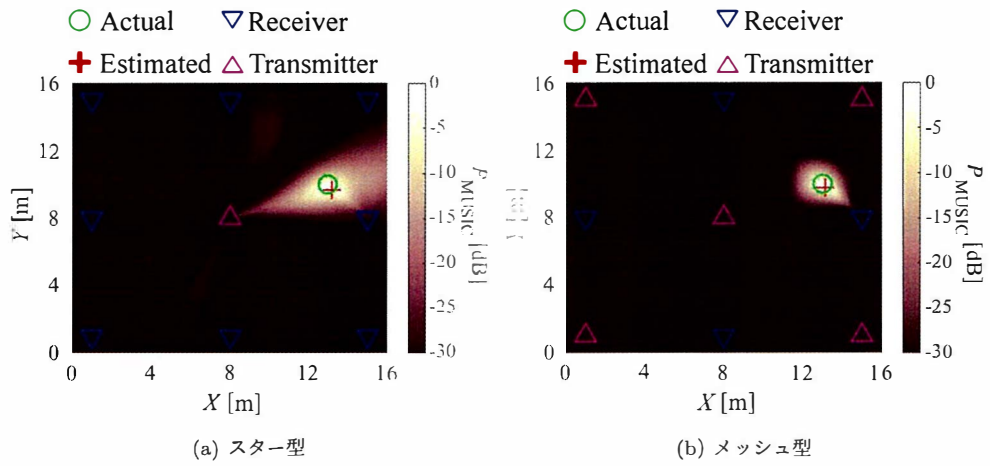 Actual
Receiver
Estimated
Transmitter
16
12
8
4
0
0
4
8
12
16
Y [m]
X [m]
0
-5
-10
-15
-20
-25
-30
P MUSIC [dB]
(a) スター型
Actual
Receiver
Estimated
Transmitter
16
12
8
4
0
0
4
8
12
16
X [m]
0
-5
-10
-15
-20
-25
-30
P MUSIC [dB]
(b) メッシュ型